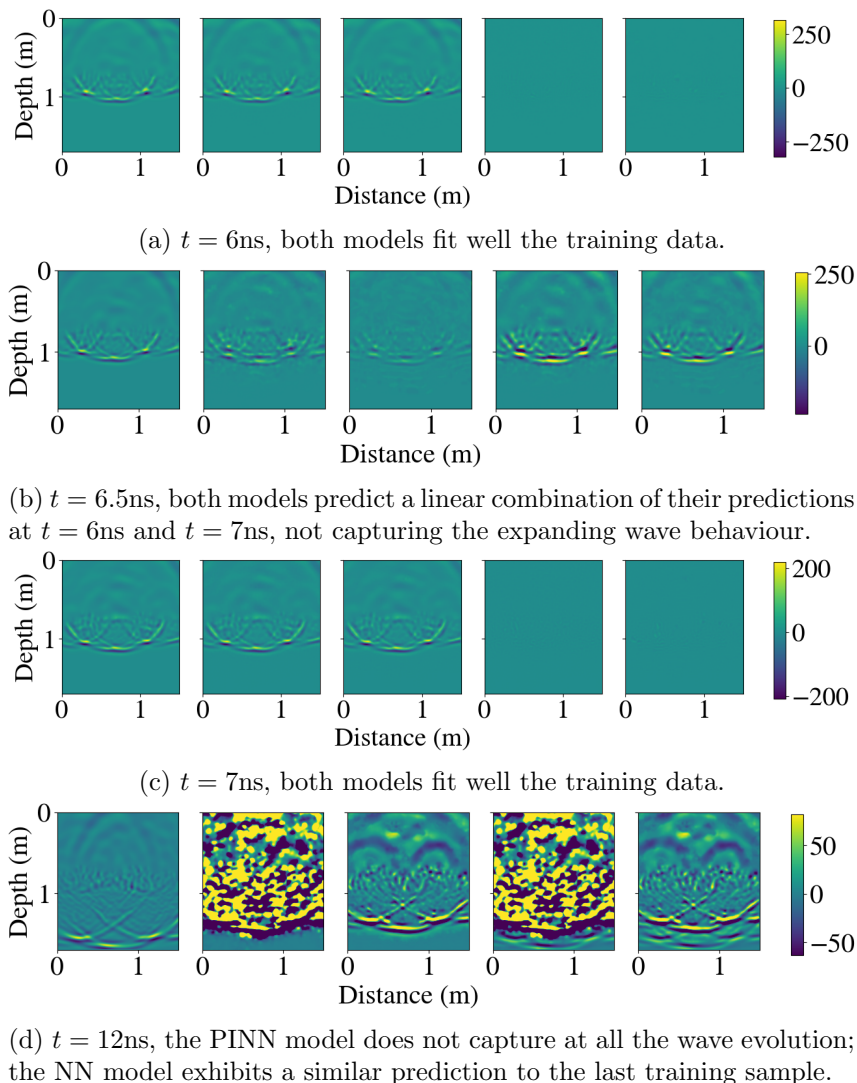 0
1
Depth (m)
0 1 0 1 0 1 0 1 0 1
Distance (m)
250
0
−250
(a) t = 6ns, both models fit well the training data.
0
1
Depth (m)
0 1 0 1 0 1 0 1 0 1
Distance (m)
250
0
(b) t = 6.5ns, both models predict a linear combination of their predictions
at t = 6ns and t = 7ns, not capturing the expanding wave behaviour.
0
1
Depth (m)
0 1 0 1 0 1 0 1 0 1
Distance (m)
200
0
−200
(c) t = 7ns, both models fit well the training data.
0
1
Depth (m)
0 1 0 1 0 1 0 1 0 1
Distance (m)
50
0
−50
(d) t = 12ns, the PINN model does not capture at all the wave evolution;
the NN model exhibits a similar prediction to the last training sample.